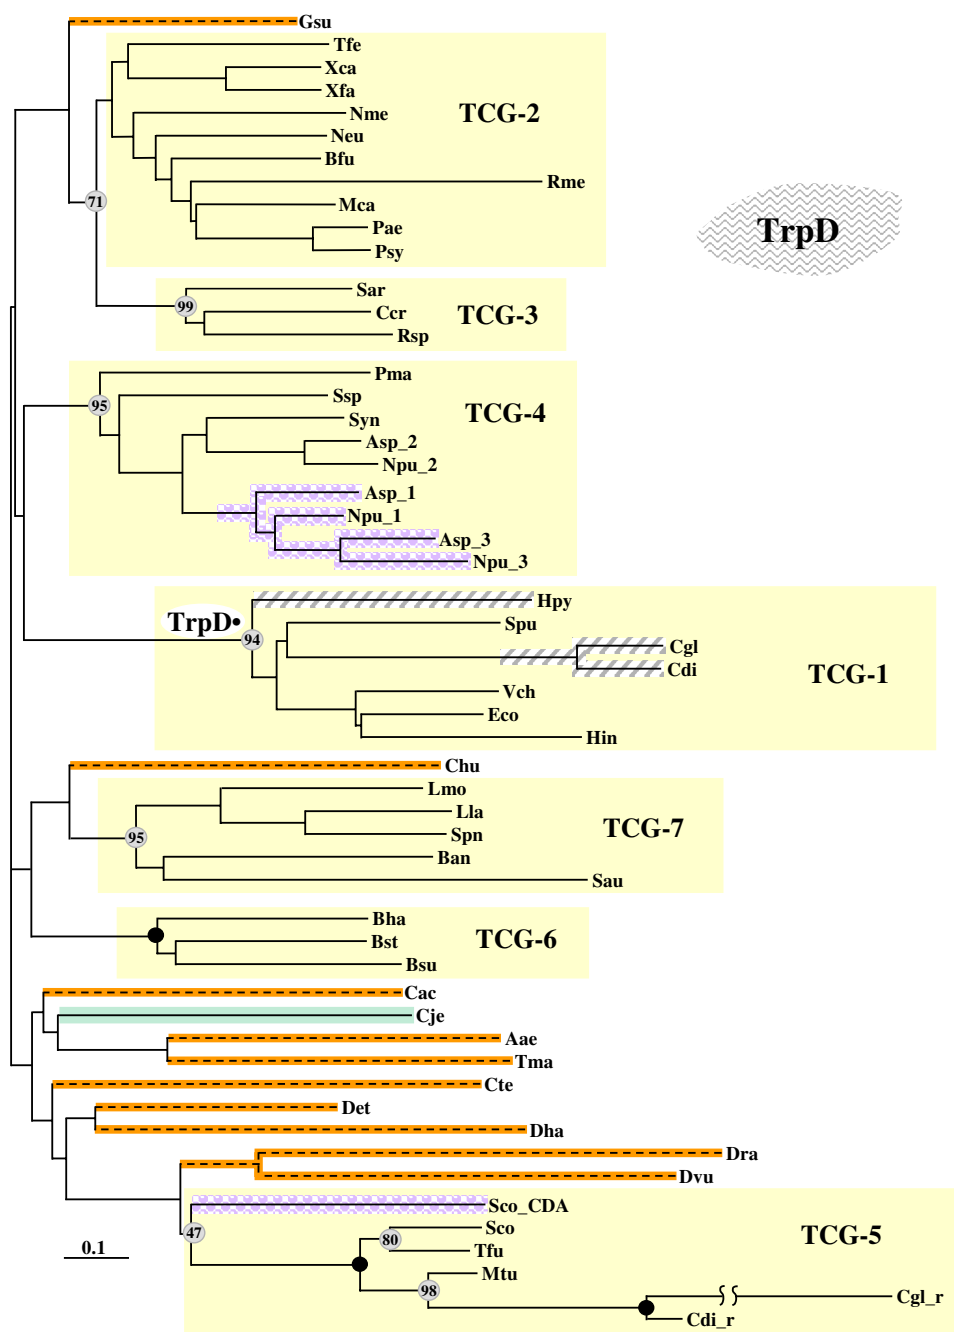 Gsu
Tfe
Xca
Xfa
TCG-2
Nme
Neu
Bfu
Rme
71
Mca
Pae
Psy
TrpD
Sar
99
Ccr
TCG-3
Rsp
Pma
95
Ssp
TCG-4
Syn
Asp_2
Npu_2
Asp_1
Npu_1
Asp_3
Npu_3
Hpy
TrpD•
Spu
94
Cgl
Cdi
TCG-1
Vch
Eco
Hin
Chu
Lmo
Lla
TCG-7
95
Spn
Ban
Sau
Bha
Bst
TCG-6
Bsu
Cac
Cje
Aae
Tma
Cte
Det
Dha
Dra
Dvu
Sco_CDA
47
Sco
TCG-5
80
0.1
Tfu
Mtu
98
Cgl_r
Cdi_r